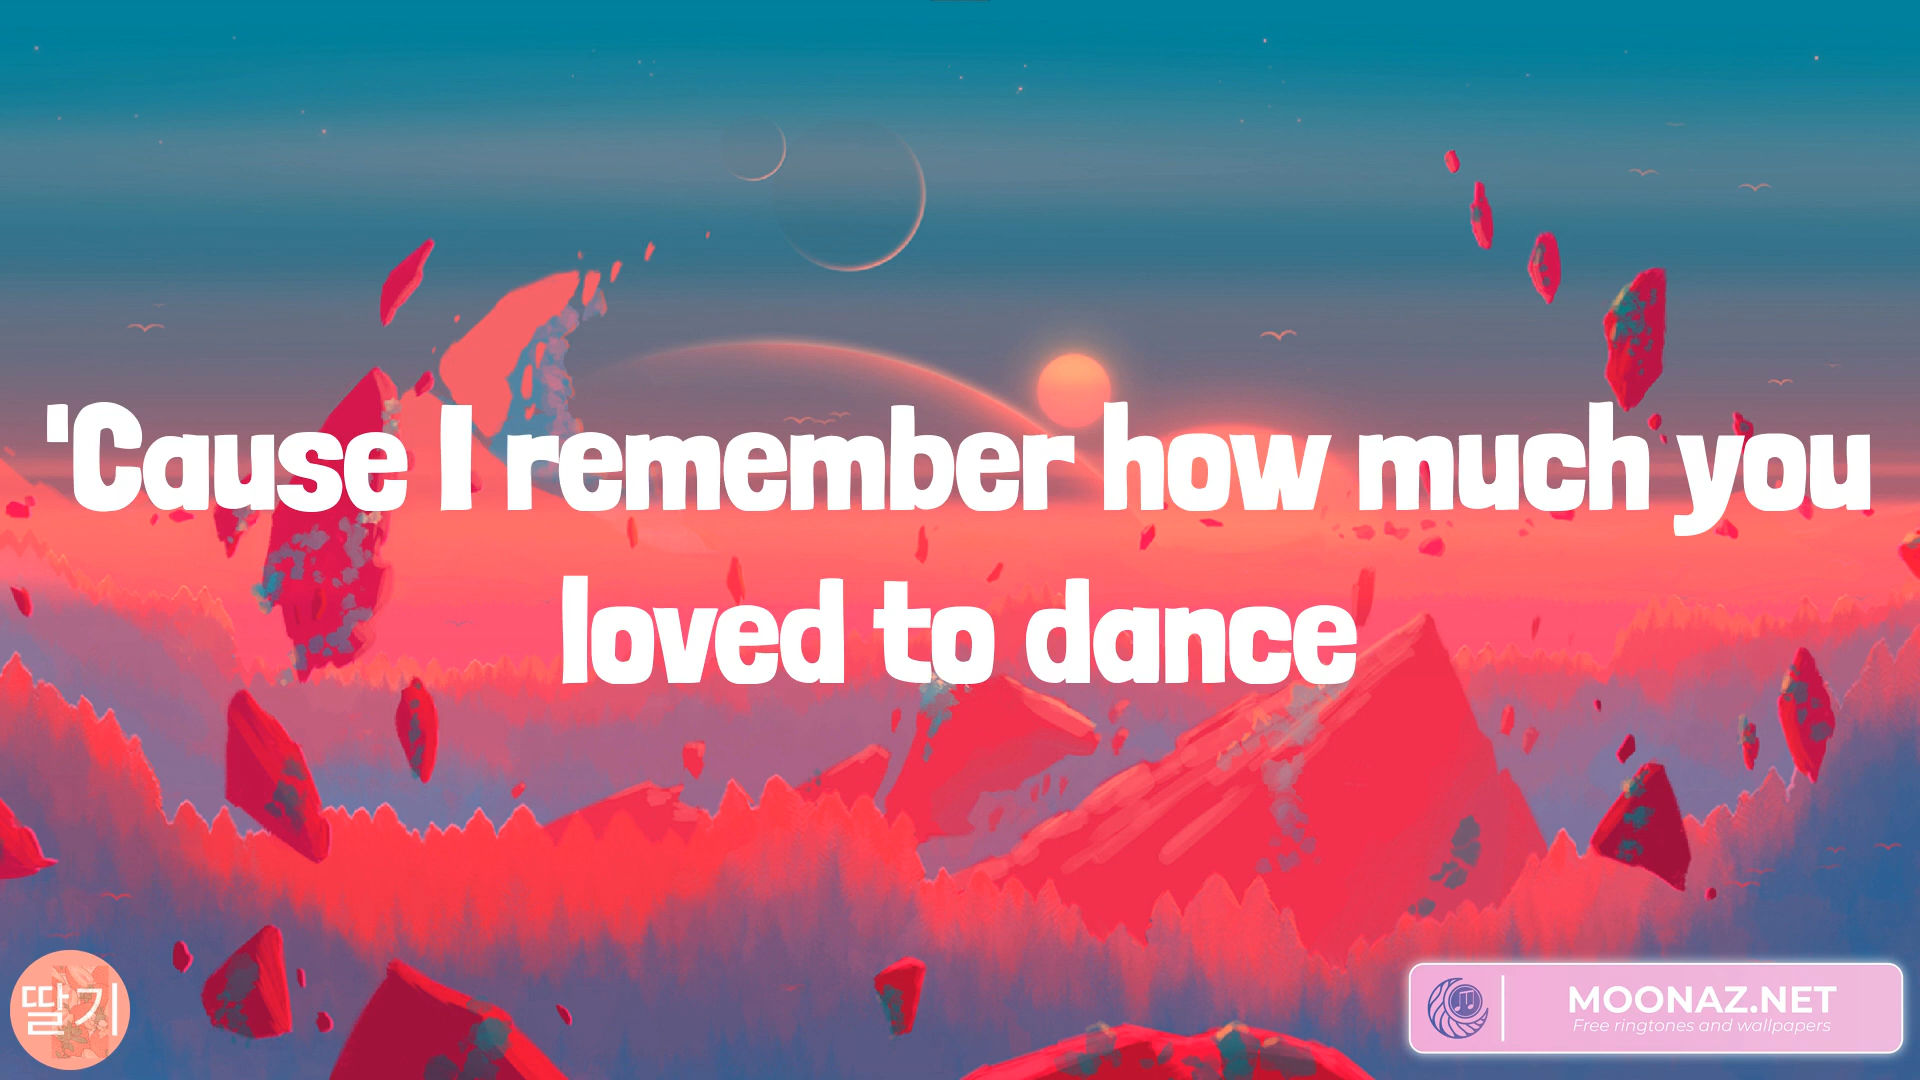 'Cause I remember how much you
loved to dance
딸기
MOONAZ.NET
Free ringtones and wallpapers